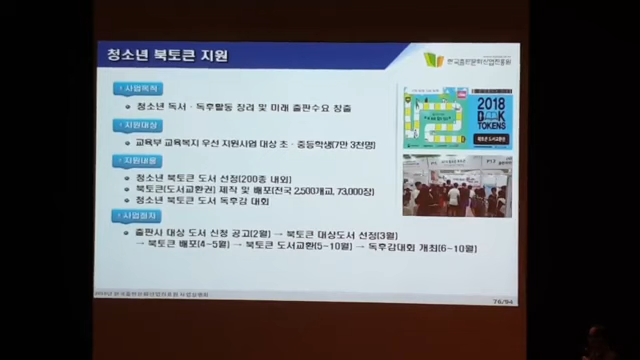 청소년 북토큰 지원
한국출판문화산업진흥원
사업목적
청소년 독서 · 독후활동 장려 및 미래 출판수요 창출
지원대상
교육부 교육복지 우선 지원사업 대상 초 · 중등학생(7만 3천명)
지원내용
청소년 북토큰 도서 선정(200종 내외)
북토큰(도서교환권) 제작 및 배포(전국 2,500개교, 73,000장)
청소년 북토큰 도서 독후감 대회
사업절차
출판사 대상 도서 신청 공고(2월) → 북토큰 대상도서 선정(3월)
→ 북토큰 배포(4~5월) → 북토큰 도서교환(5~10월) → 독후감대회 개최(6~10월)
2018
TOKENS
북토큰 도서교환권
76/94